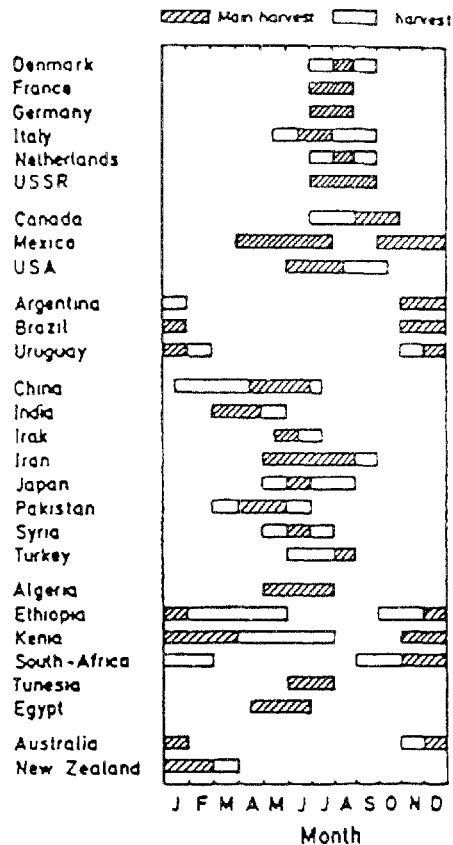 Main harvest harvest
Denmark
France
Germany
Italy
Netherlands
USSR
Canada
Mexico
USA
Argentina
Brazil
Uruguay
China
India
Irak
Iran
Japan
Pakistan
Syria
Turkey
Algeria
Ethiopia
Kenia
South-Africa
Tunesia
Egypt
Australia
New Zealand
J F M A M J J A S O N D
Month